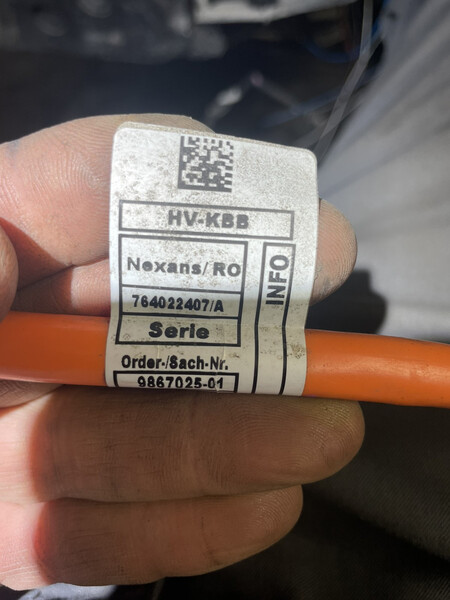 HV-KBB
Nexans/RO
764022407/A
Serie
Order-/Sach-Nr.
9867025-01
INFO